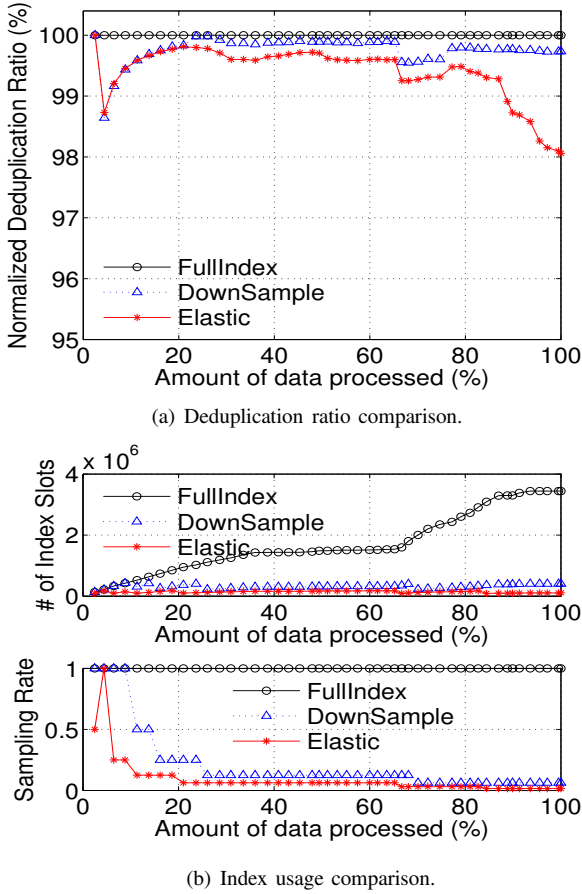 100
99
98
97
96
95
Normalized Deduplication Ratio (%)
FullIndex
DownSample
Elastic
0 20 40 60 80 100
Amount of data processed (%)
(a) Deduplication ratio comparison.
x 10^6
4
2
0
# of Index Slots
FullIndex
DownSample
Elastic
0 20 40 60 80 100
Amount of data processed (%)
1
0.5
0
Sampling Rate
FullIndex
DownSample
Elastic
0 20 40 60 80 100
Amount of data processed (%)
(b) Index usage comparison.